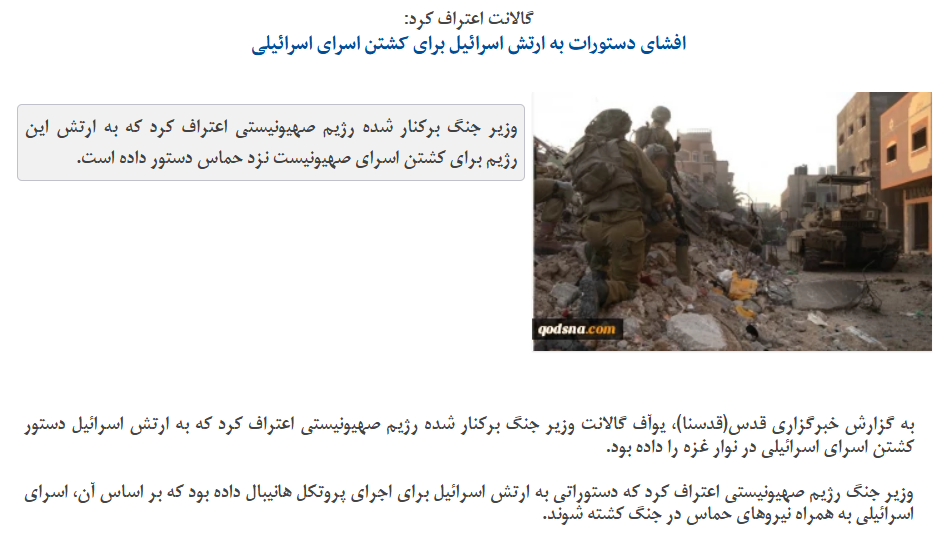 گالانت اعتراف کرد:
افشای دستورات به ارتش اسرائیل برای کشتن اسرای اسرائیلی
وزیر جنگ برکنار شده رژیم صهیونیستی اعتراف کرد که به ارتش این
رژیم برای کشتن اسرای صهیونیست نزد حماس دستور داده است.
qodsna.com
به گزارش خبرگزاری قدس(قدسنا)، یوآف گالانت وزیر جنگ برکنار شده رژیم صهیونیستی اعتراف کرد که به ارتش اسرائیل دستور
کشتن اسرای اسرائیلی در نوار غزه را داده بود.
وزیر جنگ رژیم صهیونیستی اعتراف کرد که دستوراتی به ارتش اسرائیل برای اجرای پروتکل هانیبال داده بود که بر اساس آن، اسرای
اسرائیلی به همراه نیروهای حماس در جنگ کشته شوند.